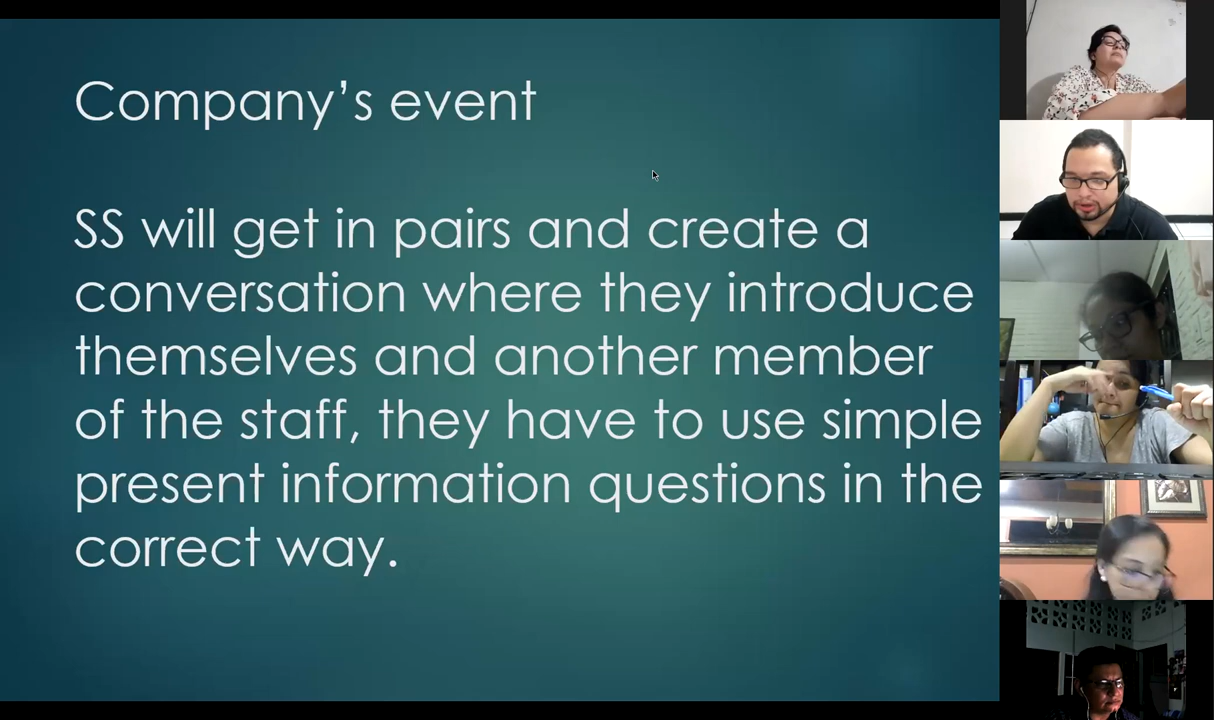 Company’s event
SS will get in pairs and create a
conversation where they introduce
themselves and another member
of the staff, they have to use simple
present information questions in the
correct way.